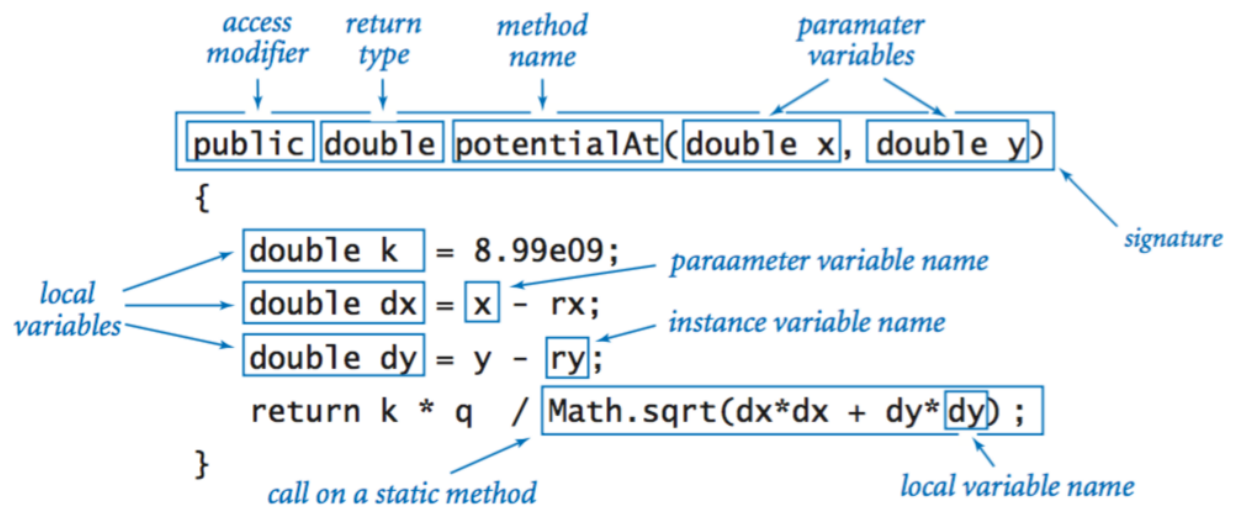 access return method paramater
modifier type name variables
public double potentialAt(double x, double y)
{
signature
double k = 8.99e09;
paraameter variable name
local
variables
double dx = x - rx;
instance variable name
double dy = y - ry;
return k * q / Math.sqrt(dx*dx + dy*dy) ;
}
call on a static method
local variable name